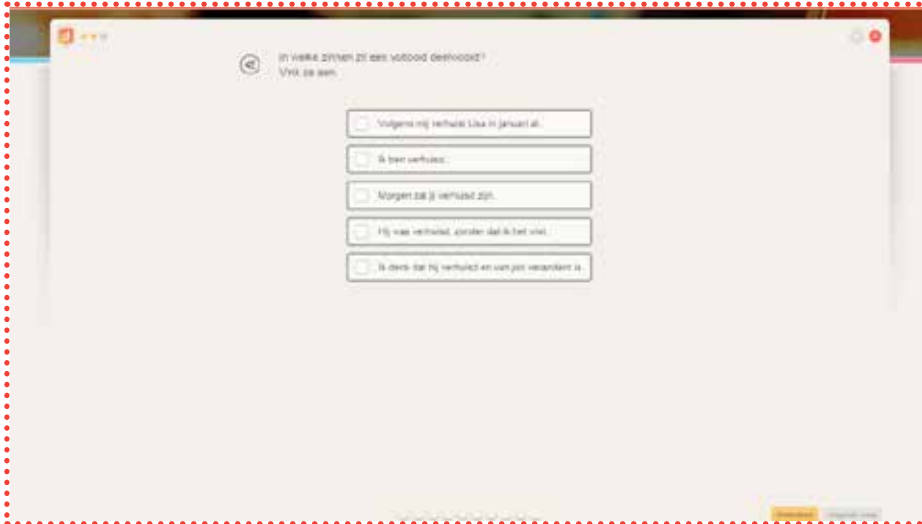 In welke zinnen zit een voltooid deelwoord?
Vink ze aan.
Volgens mij verhuist Lisa in januari al.
Ik ben verhuisd.
Morgen zal jij verhuisd zijn.
Hij was verhuisd, zonder dat ik het wist.
Ik denk dat hij verhuisd en van job veranderd is.